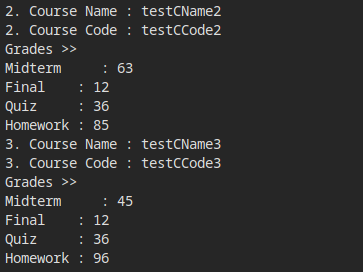 2. Course Name : testCName2
2. Course Code : testCCode2
Grades >>
Midterm     : 63
Final    : 12
Quiz     : 36
Homework : 85
3. Course Name : testCName3
3. Course Code : testCCode3
Grades >>
Midterm     : 45
Final    : 12
Quiz     : 36
Homework : 96